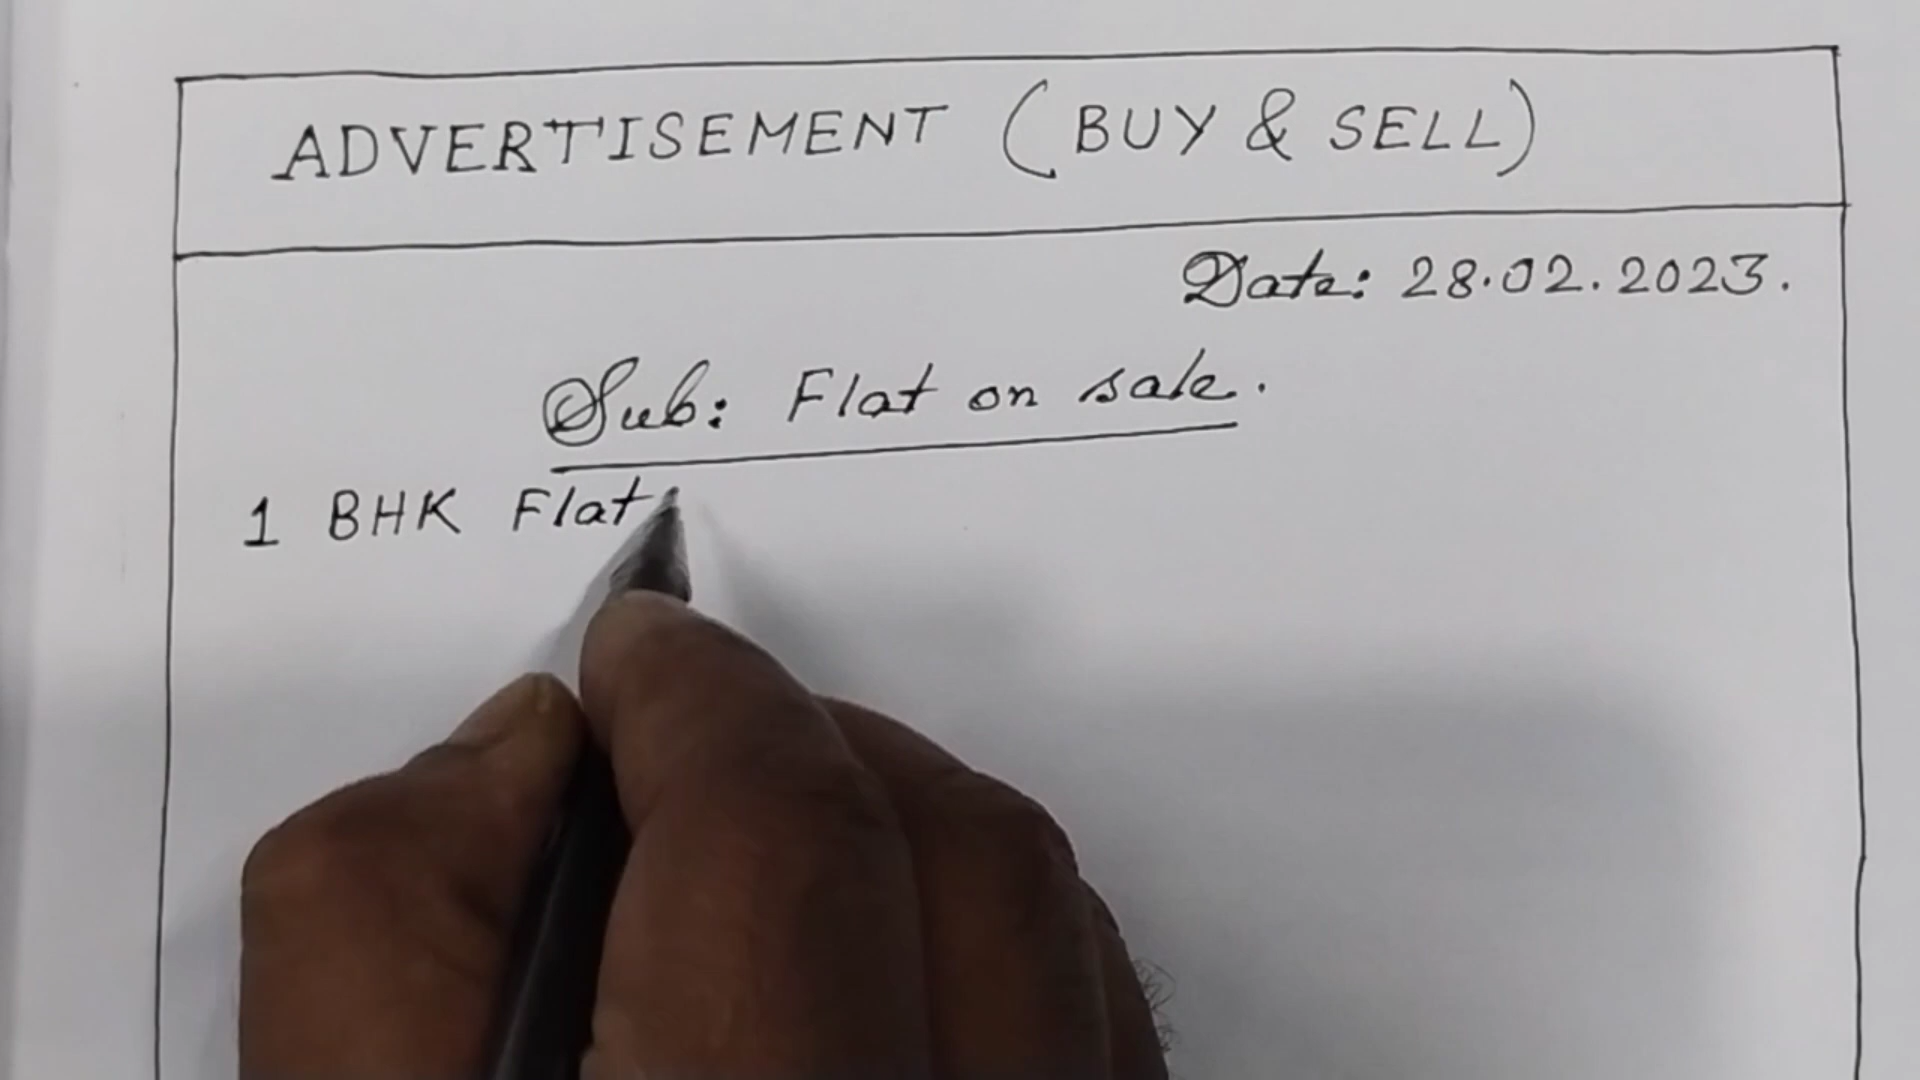 ADVERTISEMENT (BUY & SELL)
Date: 28.02.2023.
Sub: Flat on sale.
1 BHK Flat